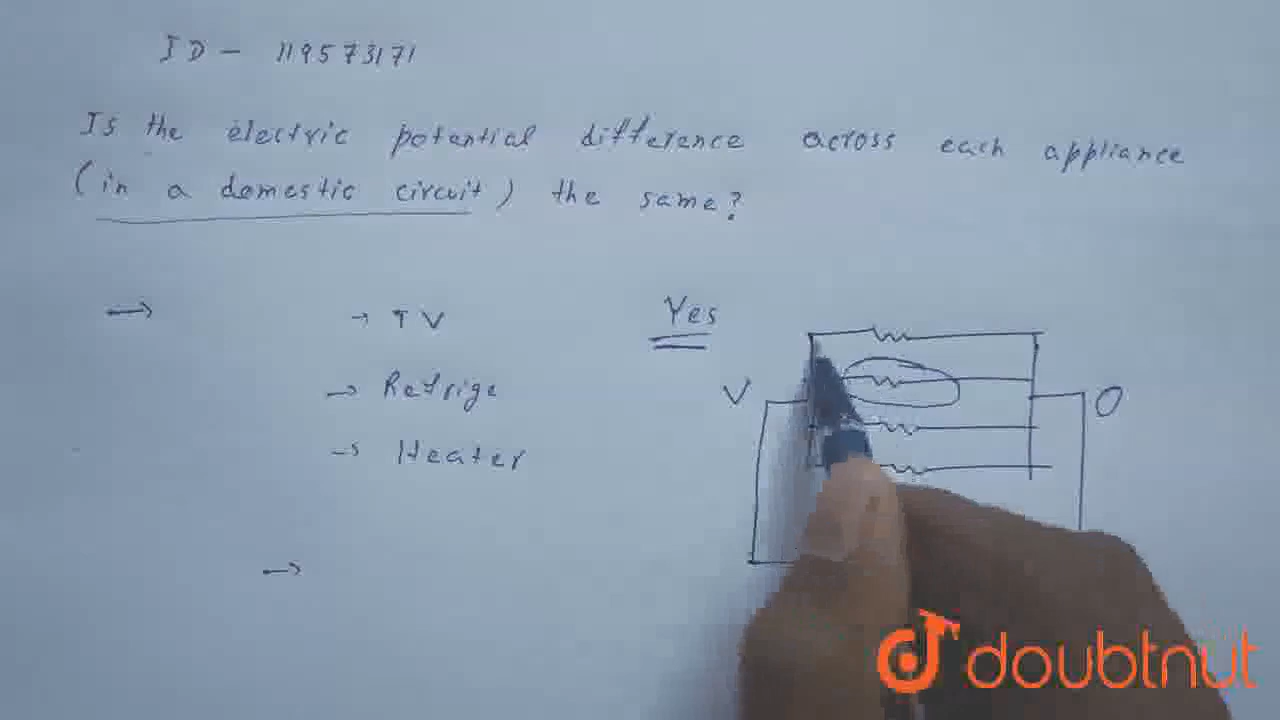 ID - 119573171
Is the electric potential difference across each appliance
(in a domestic circuit) the same?
→ → TV Yes
→ Refrige
→ Heater
V O
→
doubtnut